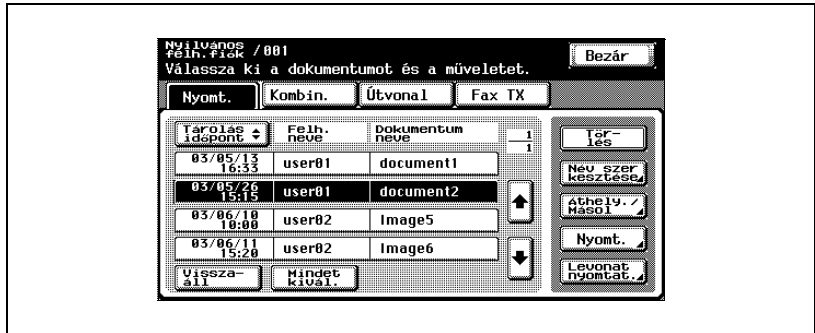 Nyilvános
felh.fiók /001
Válassza ki a dokumentumot és a műveletet.
Bezár
Nyomt. Kombin. Útvonal Fax TX
Tárolás
időpont
Felh.
neve
Dokumentum
neve
1
1
03/05/13
16:33
user01 document1
03/05/26
15:15
user01 document2
03/06/10
10:00
user02 Image5
03/06/11
15:20
user02 Image6
Vissza-
áll
Mindet
kivál.
Tör-
lés
Név szer
kesztése
Áthely./
Másol
Nyomt.
Levonat
nyomtat.